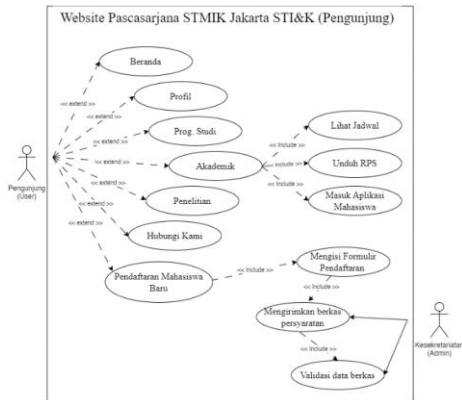 Website Pascasarjana STMIK Jakarta STI&K (Pengunjung)
Beranda
<< extend >>
Profil
<< extend >>
Prog. Studi
<< extend >>
Lihat Jadwal
<< Include >>
<< extend >>
Akademik
<< include >>
Unduh RPS
Pengunjung
(User)
<< extend >>
<< Include >>
Masuk Aplikasi
Mahasiswa
Penelitian
<< extend >>
<< extend >>
Hubungi Kami
Mengisi Formulir
Pendaftaran
Pendaftaran Mahasiswa
Baru
<< Include >>
<< Include >>
Mengirimkan berkas
persyaratan
Kesekretariatan
(Admin)
<< Include >>
Validasi data berkas